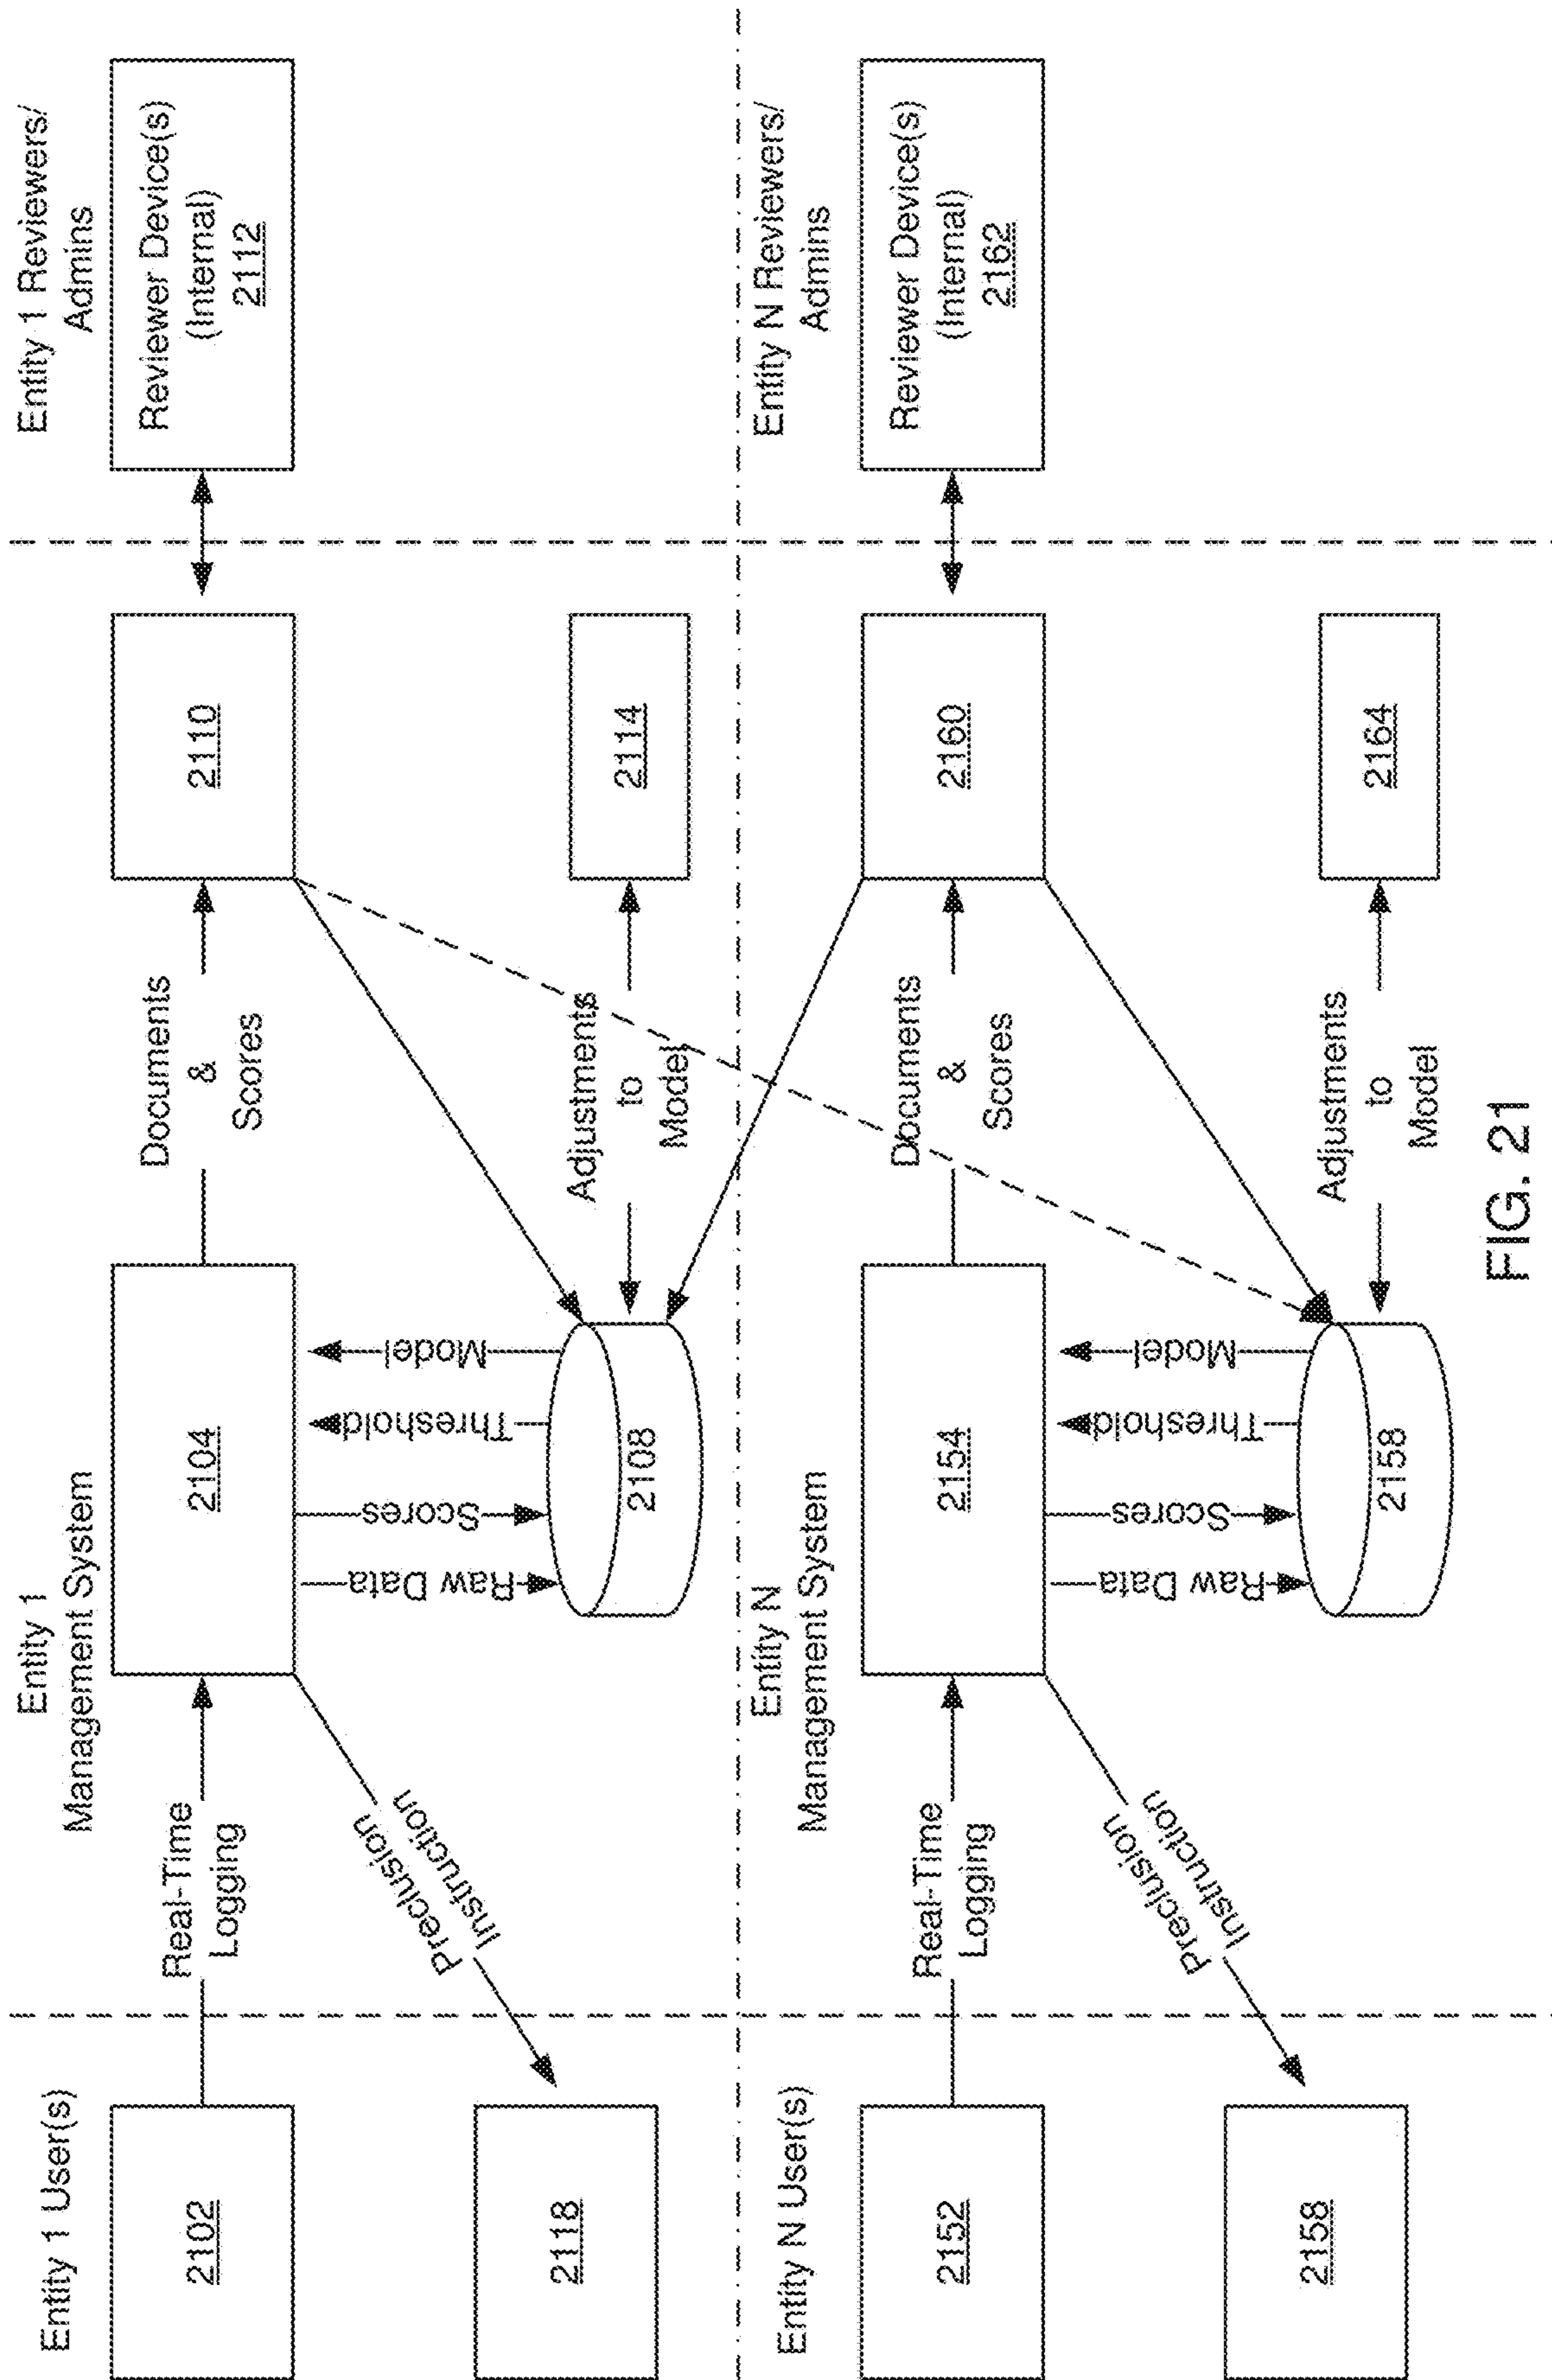 Entity 1 User(s)
2102
2118
Real-Time
Logging
Preclusion
Instruction
Entity 1
Management System
2104
Raw Data
Scores
Threshold
Model
2108
Documents
&
Scores
Adjustments
to
Model
2110
2114
Entity 1 Reviewers/
Admins
Reviewer Device(s)
(Internal)
2112
Entity N User(s)
2152
2158
Real-Time
Logging
Preclusion
Instruction
Entity N
Management System
2154
Raw Data
Scores
Threshold
Model
2158
Documents
&
Scores
Adjustments
to
Model
2160
2164
Entity N Reviewers/
Admins
Reviewer Device(s)
(Internal)
2162
FIG. 21